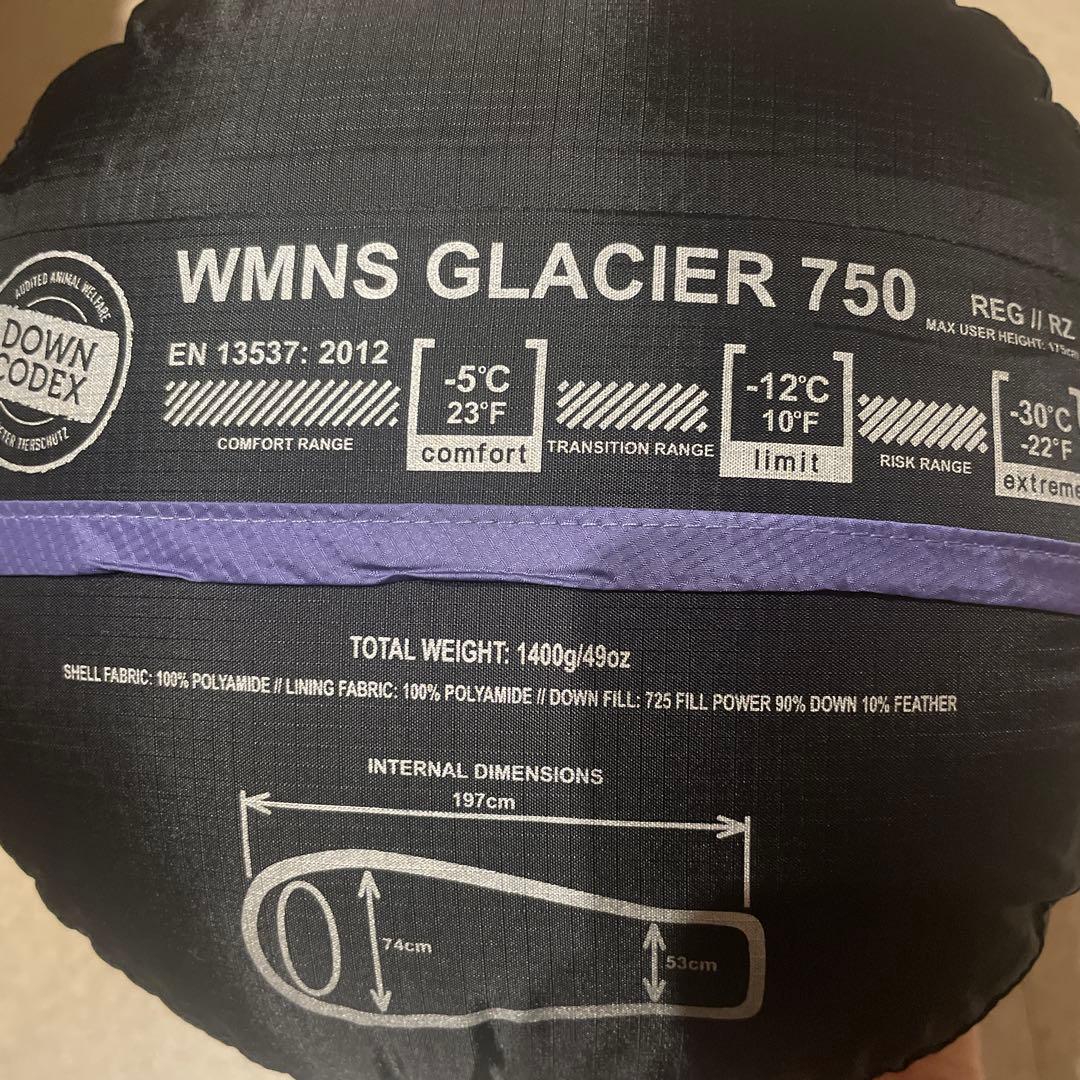 AUDITED ANIMAL WELFARE
DOWN
CODEX
TIERSCHUTZ
WMNS GLACIER 750
REG // RZ
MAX USER HEIGHT: 175cm
EN 13537: 2012
COMFORT RANGE
-5°C
23°F
comfort
TRANSITION RANGE
-12°C
10°F
limit
RISK RANGE
-30°C
-22°F
extreme
TOTAL WEIGHT: 1400g/49oz
SHELL FABRIC: 100% POLYAMIDE // LINING FABRIC: 100% POLYAMIDE // DOWN FILL: 725 FILL POWER 90% DOWN 10% FEATHER
INTERNAL DIMENSIONS
197cm
74cm
53cm